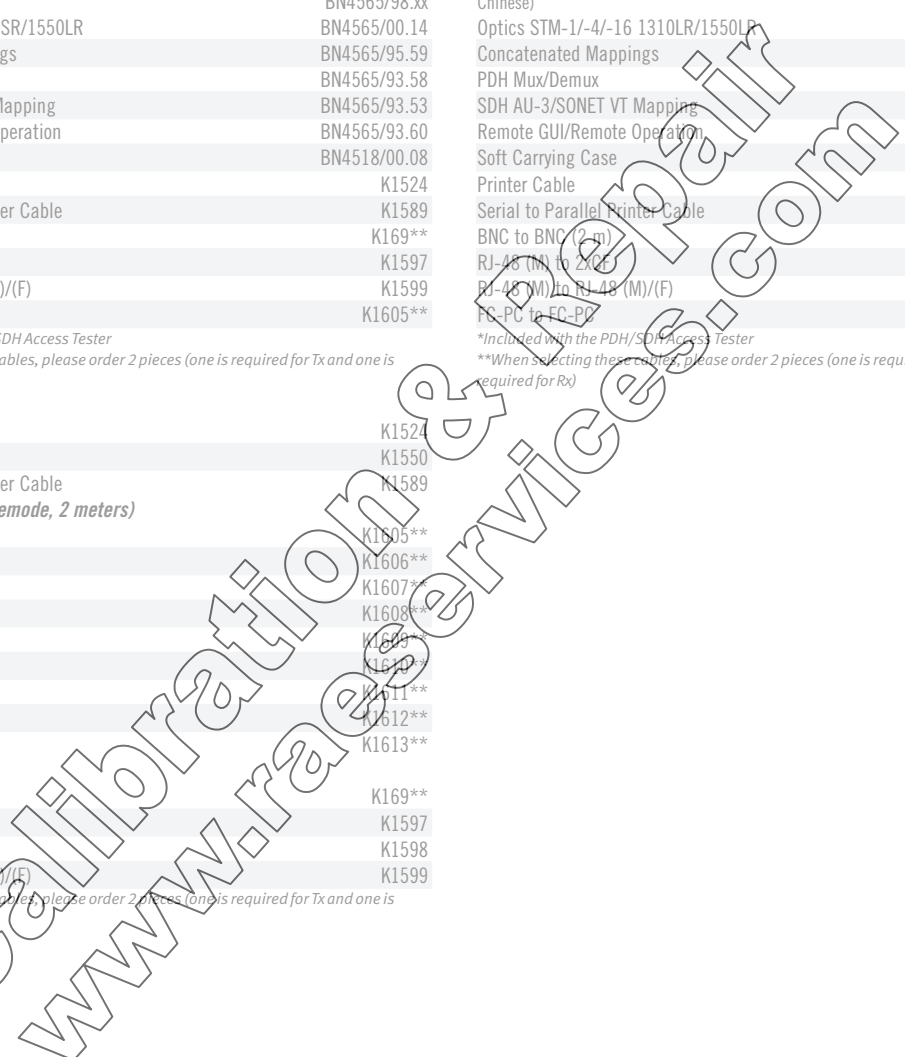 BN4565/98.xx
SR/1550LR BN4565/00.14
gs BN4565/95.59
BN4565/93.58
Mapping BN4565/93.53
peration BN4565/93.60
BN4518/00.08
K1524
er Cable K1589
K169**
K1597
)/(F) K1599
K1605**
SDH Access Tester
ables, please order 2 pieces (one is required for Tx and one is
K1524
K1550
er Cable K1589
emode, 2 meters)
K1605**
K1606**
K1607**
K1608**
K1609**
K1610**
K1611**
K1612**
K1613**
K169**
K1597
K1598
)/(F) K1599
ables, please order 2 pieces (one is required for Tx and one is
Chinese)
Optics STM-1/-4/-16 1310LR/1550LR
Concatenated Mappings
PDH Mux/Demux
SDH AU-3/SONET VT Mapping
Remote GUI/Remote Operation
Soft Carrying Case
Printer Cable
Serial to Parallel Printer Cable
BNC to BNC (2 m)
RJ-48 (M) to 2xCF
RJ-48 (M) to RJ-48 (M)/(F)
FC-PC to FC-PC
*Included with the PDH/SDH Access Tester
**When selecting these cables, please order 2 pieces (one is requi
required for Rx)
alibration & Repair
www.raeservices.com